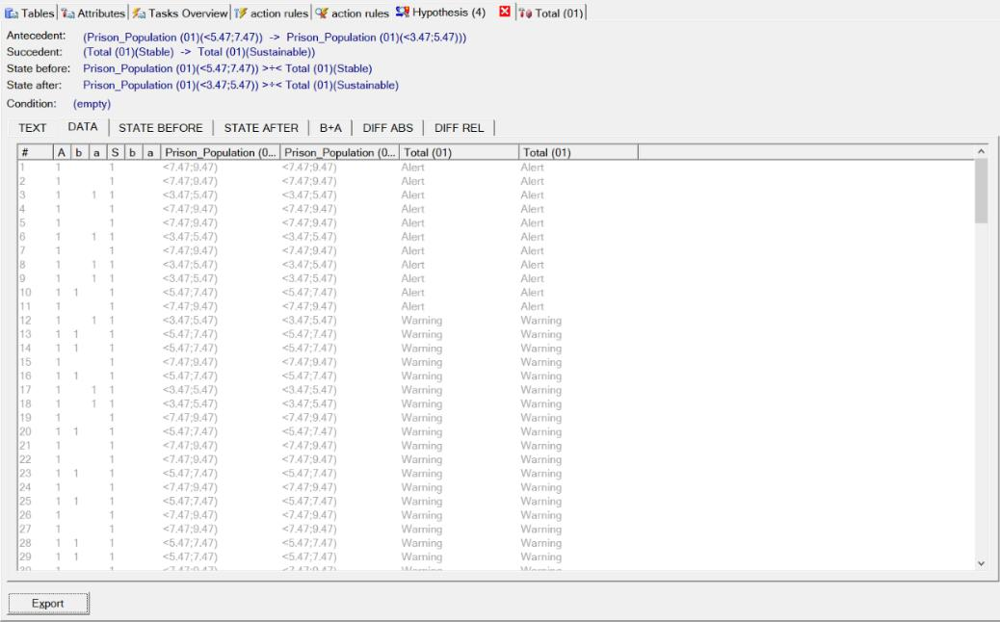 Tables Attributes Tasks Overview action rules action rules Hypothesis (4) Total (01)
Antecedent: (Prison_Population (01)(<5.47;7.47)) -> Prison_Population (01)(<3.47;5.47)))
Succedent: (Total (01)(Stable) -> Total (01)(Sustainable))
State before: Prison_Population (01)(<5.47;7.47)) >÷< Total (01)(Stable)
State after: Prison_Population (01)(<3.47;5.47)) >÷< Total (01)(Sustainable)
Condition: (empty)
TEXT DATA STATE BEFORE STATE AFTER B+A DIFF ABS DIFF REL
# A b a S b a Prison_Population (0... Prison_Population (0... Total (01) Total (01)
1 1 1 <7.47;9.47) <7.47;9.47) Alert Alert
2 1 1 <7.47;9.47) <7.47;9.47) Alert Alert
3 1 1 1 <3.47;5.47) <3.47;5.47) Alert Alert
4 1 1 <7.47;9.47) <7.47;9.47) Alert Alert
5 1 1 <7.47;9.47) <7.47;9.47) Alert Alert
6 1 1 1 <3.47;5.47) <3.47;5.47) Alert Alert
7 1 1 <7.47;9.47) <7.47;9.47) Alert Alert
8 1 1 1 <3.47;5.47) <3.47;5.47) Alert Alert
9 1 1 1 <3.47;5.47) <3.47;5.47) Alert Alert
10 1 1 1 <5.47;7.47) <5.47;7.47) Alert Alert
11 1 1 <7.47;9.47) <7.47;9.47) Alert Alert
12 1 1 1 <3.47;5.47) <3.47;5.47) Warning Warning
13 1 1 1 <5.47;7.47) <5.47;7.47) Warning Warning
14 1 1 1 <5.47;7.47) <5.47;7.47) Warning Warning
15 1 1 <7.47;9.47) <7.47;9.47) Warning Warning
16 1 1 1 <5.47;7.47) <5.47;7.47) Warning Warning
17 1 1 1 <3.47;5.47) <3.47;5.47) Warning Warning
18 1 1 1 <3.47;5.47) <3.47;5.47) Warning Warning
19 1 1 <7.47;9.47) <7.47;9.47) Warning Warning
20 1 1 1 <5.47;7.47) <5.47;7.47) Warning Warning
21 1 1 <7.47;9.47) <7.47;9.47) Warning Warning
22 1 1 <7.47;9.47) <7.47;9.47) Warning Warning
23 1 1 1 <5.47;7.47) <5.47;7.47) Warning Warning
24 1 1 <7.47;9.47) <7.47;9.47) Warning Warning
25 1 1 1 <5.47;7.47) <5.47;7.47) Warning Warning
26 1 1 <7.47;9.47) <7.47;9.47) Warning Warning
27 1 1 <7.47;9.47) <7.47;9.47) Warning Warning
28 1 1 1 <5.47;7.47) <5.47;7.47) Warning Warning
29 1 1 1 <5.47;7.47) <5.47;7.47) Warning Warning
30 1 1 <7.47;9.47) <7.47;9.47) Warning Warning
Export